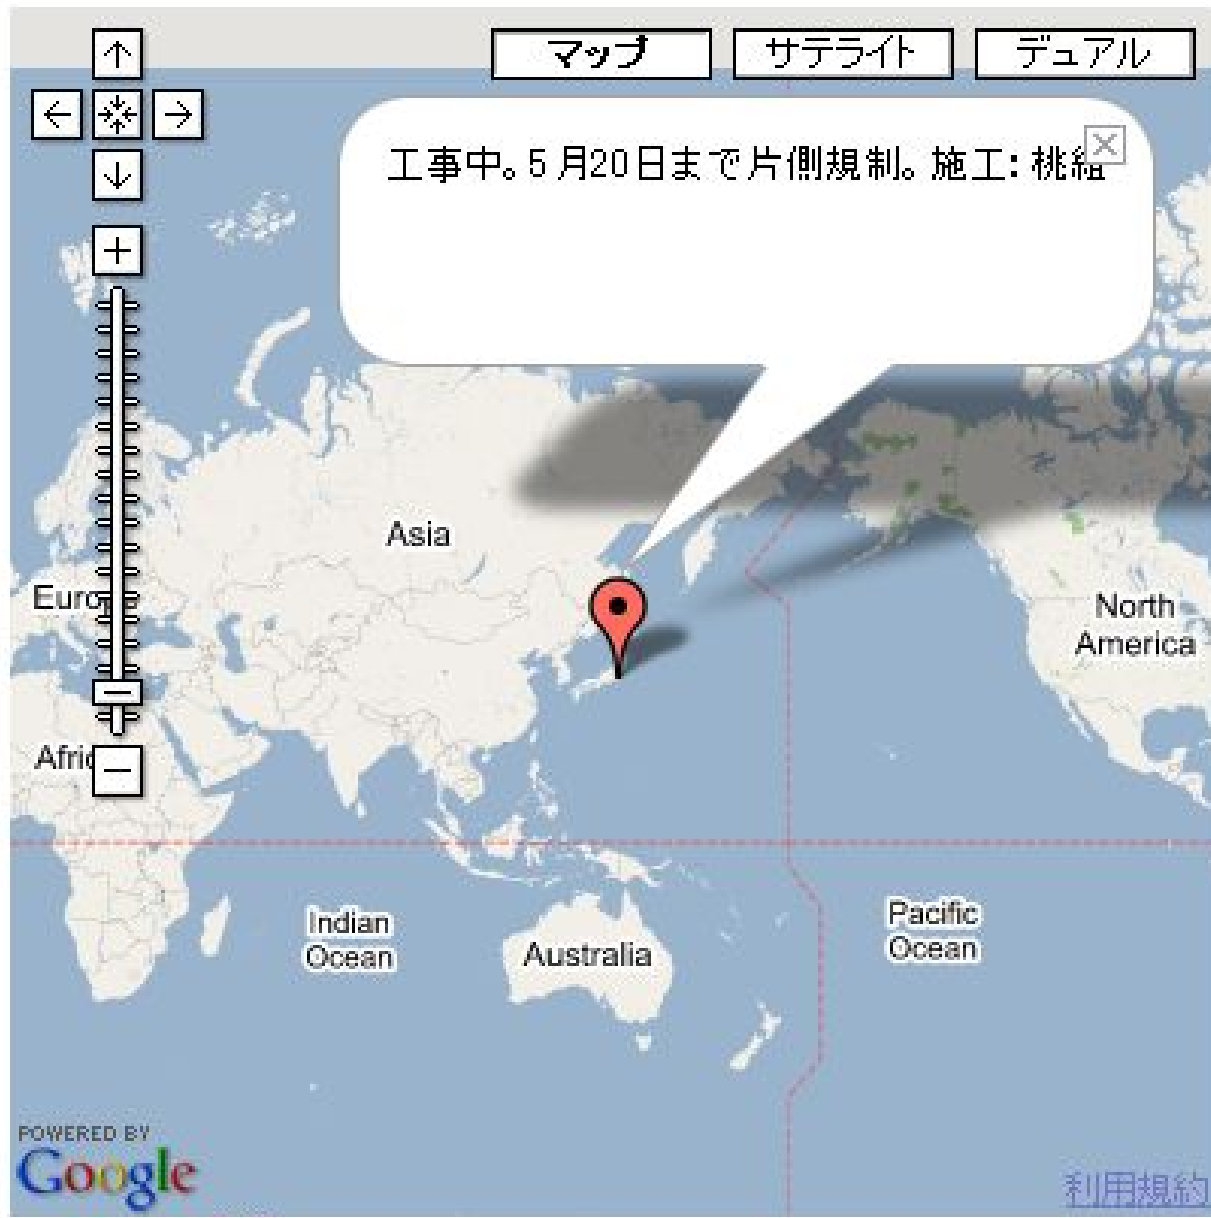 マップ サテライト デュアル
工事中。5月20日まで片側規制。施工:桃組
Asia
Europe
North
America
Africa
Indian
Ocean
Australia
Pacific
Ocean
POWERED BY
Google
利用規約